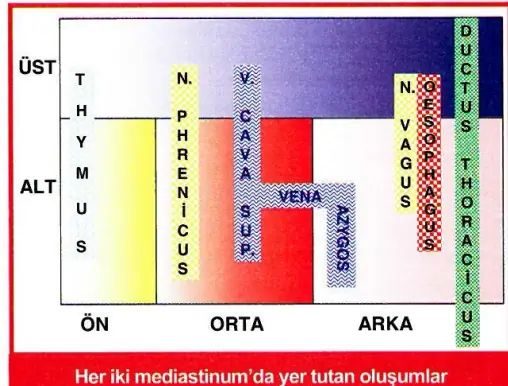 ÜST
ALT
THYMUS
N. PHRENİCUS
V. CAVA SUP.
VENA
AZYGOS
N. VAGUS
OESOPHAGUS
DUCTUS THORACİCUS
ÖN ORTA ARKA
Her iki mediastinum'da yer tutan oluşumlar